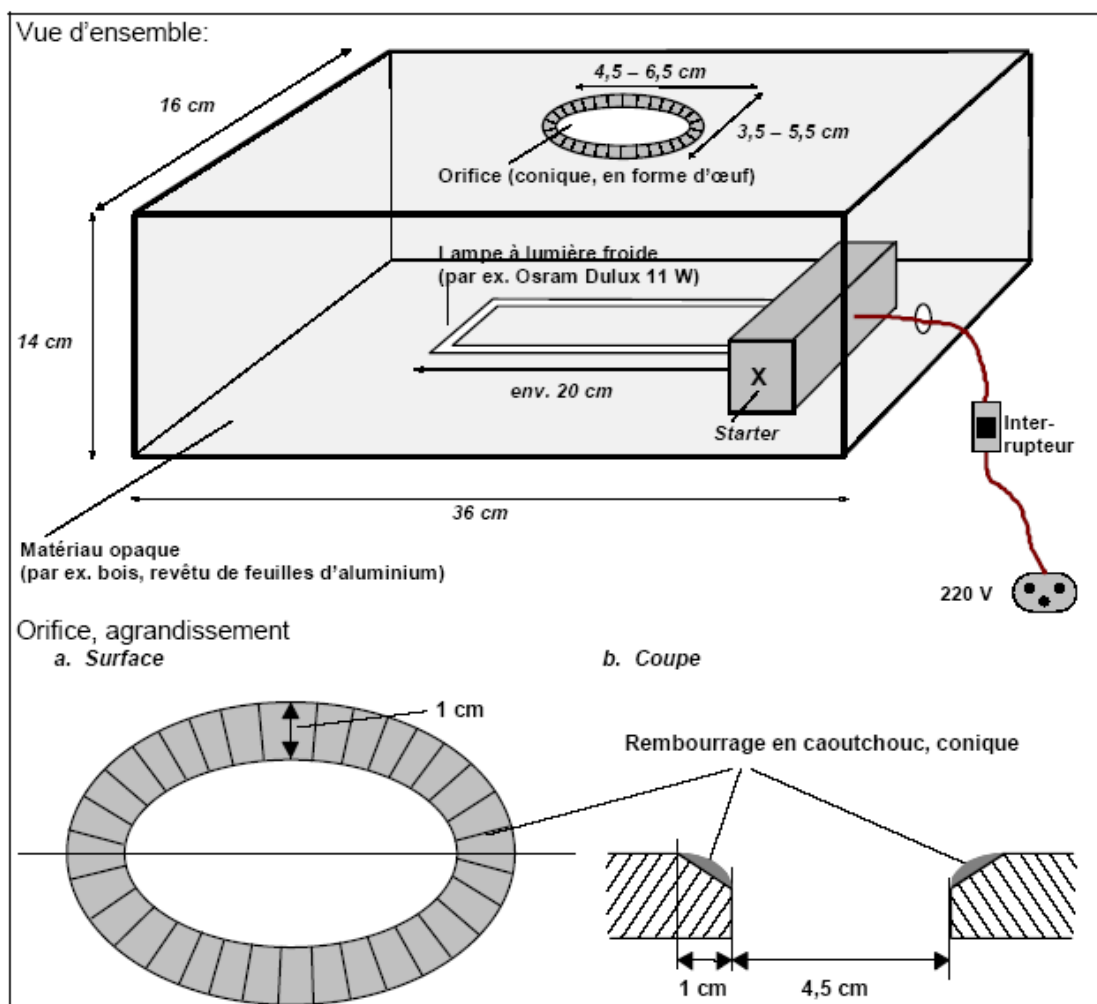 Vue d'ensemble:
4,5 – 6,5 cm
16 cm
3,5 – 5,5 cm
Orifice (conique, en forme d'œuf)
Lampe à lumière froide
(par ex. Osram Dulux 11 W)
14 cm
env. 20 cm
X
Starter
Inter-
rupteur
36 cm
Matériau opaque
(par ex. bois, revêtu de feuilles d'aluminium)
220 V
Orifice, agrandissement
a. Surface
b. Coupe
1 cm
Rembourrage en caoutchouc, conique
1 cm
4,5 cm